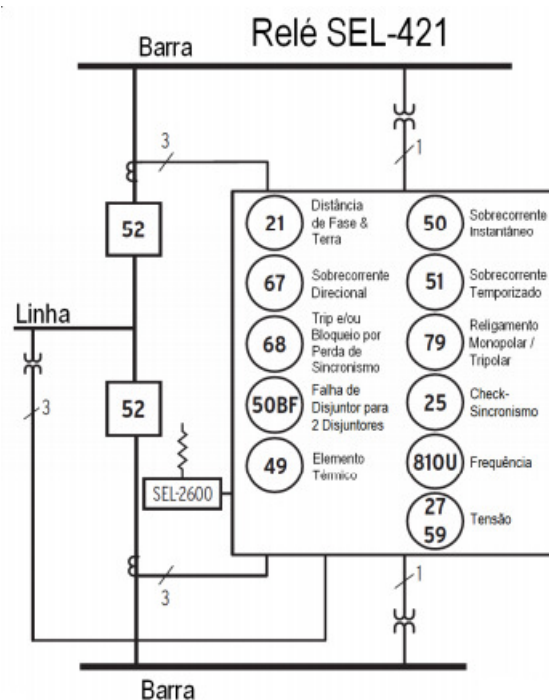 Relé SEL-421
Barra
3
1
52
21
Distância
de Fase &
Terra
50
Sobrecorrente
Instantâneo
67
Sobrecorrente
Direcional
51
Sobrecorrente
Temporizado
Linha
68
Trip e/ou
Bloqueio por
Perda de
Sincronismo
79
Religamento
Monopolar /
Tripolar
3
52
50BF
Falha de
Disjuntor para
2 Disjuntores
25
Check-
Sincronismo
49
Elemento
Térmico
81OU
Frequência
SEL-2600
27
59
Tensão
3
1
Barra